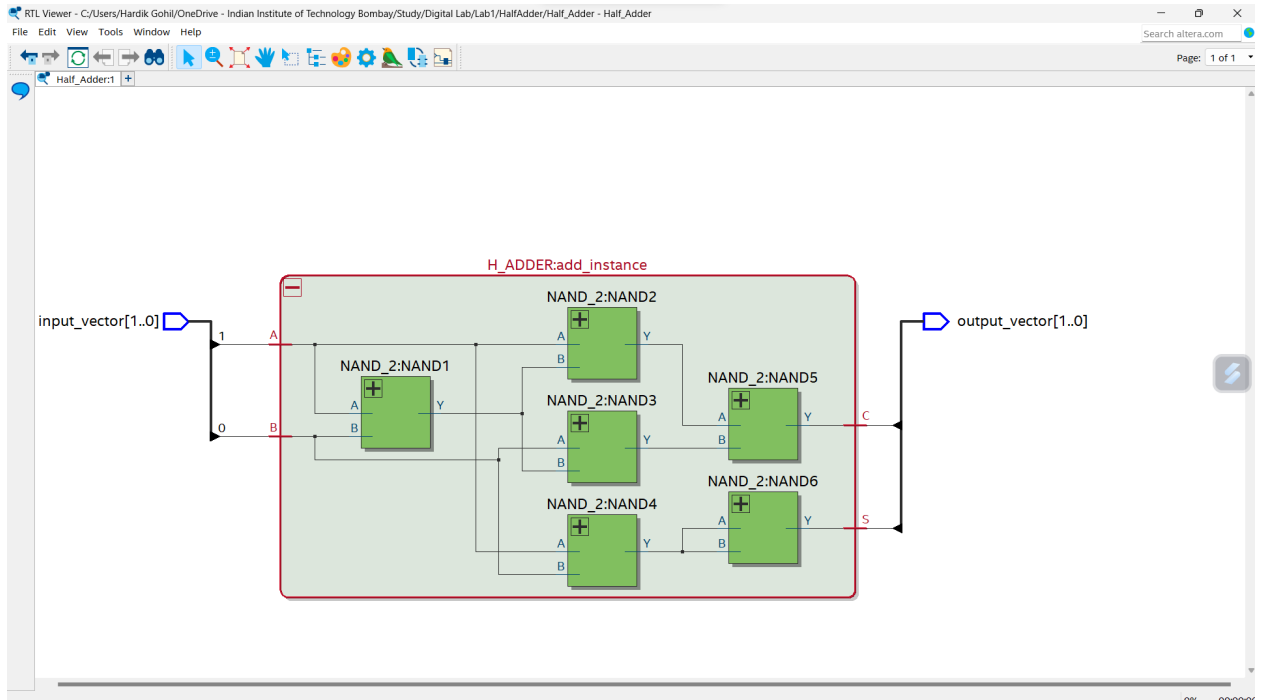 RTL Viewer - C:/Users/Hardik Gohil/OneDrive - Indian Institute of Technology Bombay/Study/Digital Lab/Lab1/HalfAdder/Half_Adder - Half_Adder
File Edit View Tools Window Help
Search altera.com
Page: 1 of 1
Half_Adder:1 +
H_ADDER:add_instance
NAND_2:NAND2
input_vector[1..0]
output_vector[1..0]
1
A
A
Y
B
NAND_2:NAND1
NAND_2:NAND5
A
Y
B
NAND_2:NAND3
A
Y
B
0
B
A
Y
B
C
NAND_2:NAND6
NAND_2:NAND4
A
Y
B
S
A
Y
B
0%